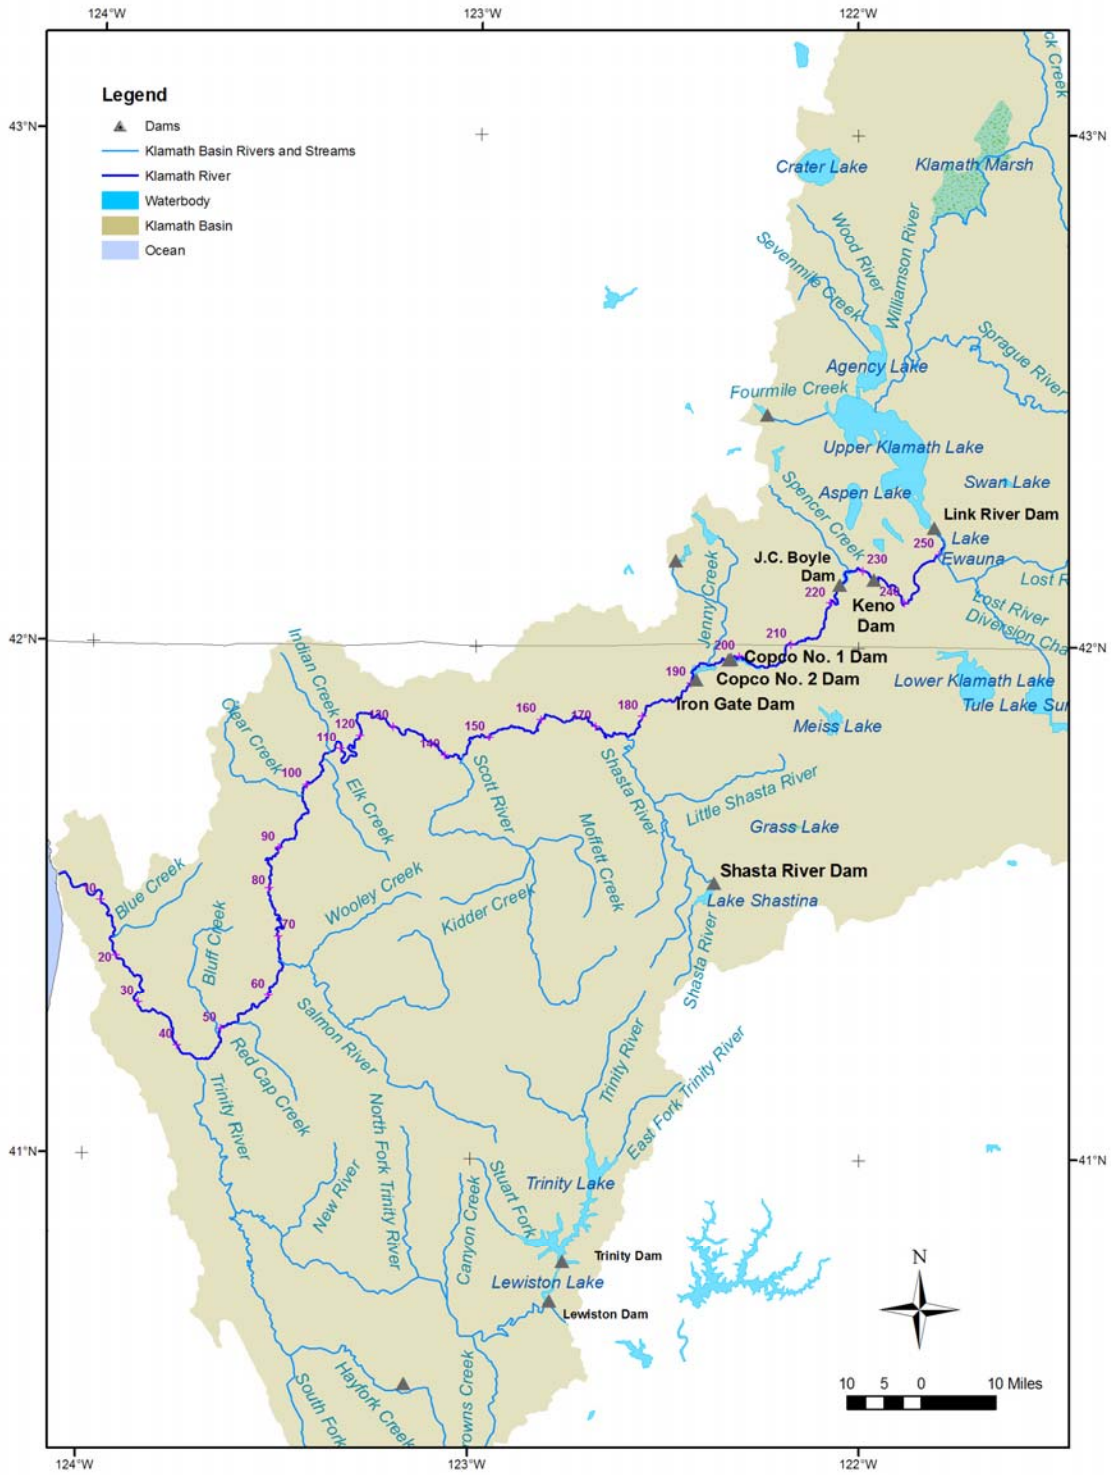 124°W
123°W
122°W
Legend
Dams
Klamath Basin Rivers and Streams
Klamath River
Waterbody
Klamath Basin
Ocean
43°N
43°N
ck Creek
Crater Lake
Klamath Marsh
Wood River
Sevenmile Creek
Williamson River
Sprague River
Agency Lake
Fourmile Creek
Upper Klamath Lake
Swan Lake
Aspen Lake
Spencer Creek
Link River Dam
250
Lake
Ewauna
J.C. Boyle
Dam
230
220
240
Keno
Dam
Lost R
Lost River
Diversion Cha
Jenny Creek
42°N
42°N
210
200
Copco No. 1 Dam
190
Copco No. 2 Dam
Iron Gate Dam
Lower Klamath Lake
Tule Lake Sum
Meiss Lake
Indian Creek
Clear Creek
180
170
160
150
140
130
120
110
100
Elk Creek
Scott River
Shasta River
Little Shasta River
Moffett Creek
Grass Lake
90
80
70
60
50
40
30
20
10
Blue Creek
Bluff Creek
Wooley Creek
Kidder Creek
Shasta River Dam
Lake Shastina
Shasta River
Salmon River
Red Cap Creek
Trinity River
Trinity River
East Fork Trinity River
41°N
41°N
North Fork Trinity River
New River
Canyon Creek
Stuart Fork
Trinity Lake
Trinity Dam
Lewiston Lake
Lewiston Dam
N
Hayfork Creek
South Fork
rowns Creek
10 5 0 10 Miles
124°W
123°W
122°W